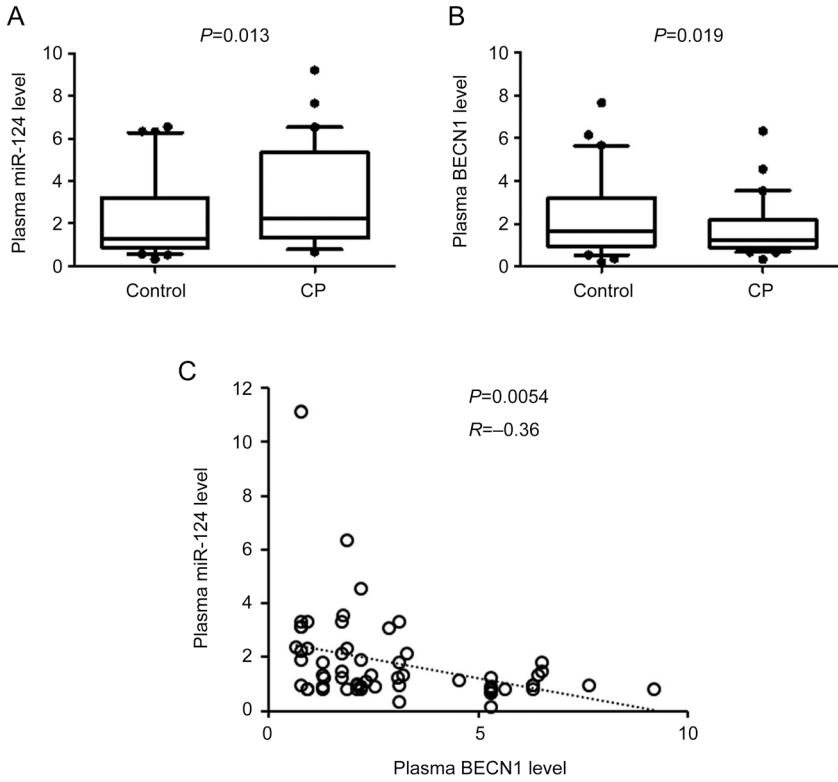 A
P=0.013
Plasma miR-124 level
10
8
6
4
2
0
Control CP
B
P=0.019
Plasma BECN1 level
10
8
6
4
2
0
Control CP
C
P=0.0054
R=–0.36
Plasma miR-124 level
12
10
8
6
4
2
0
0 5 10
Plasma BECN1 level